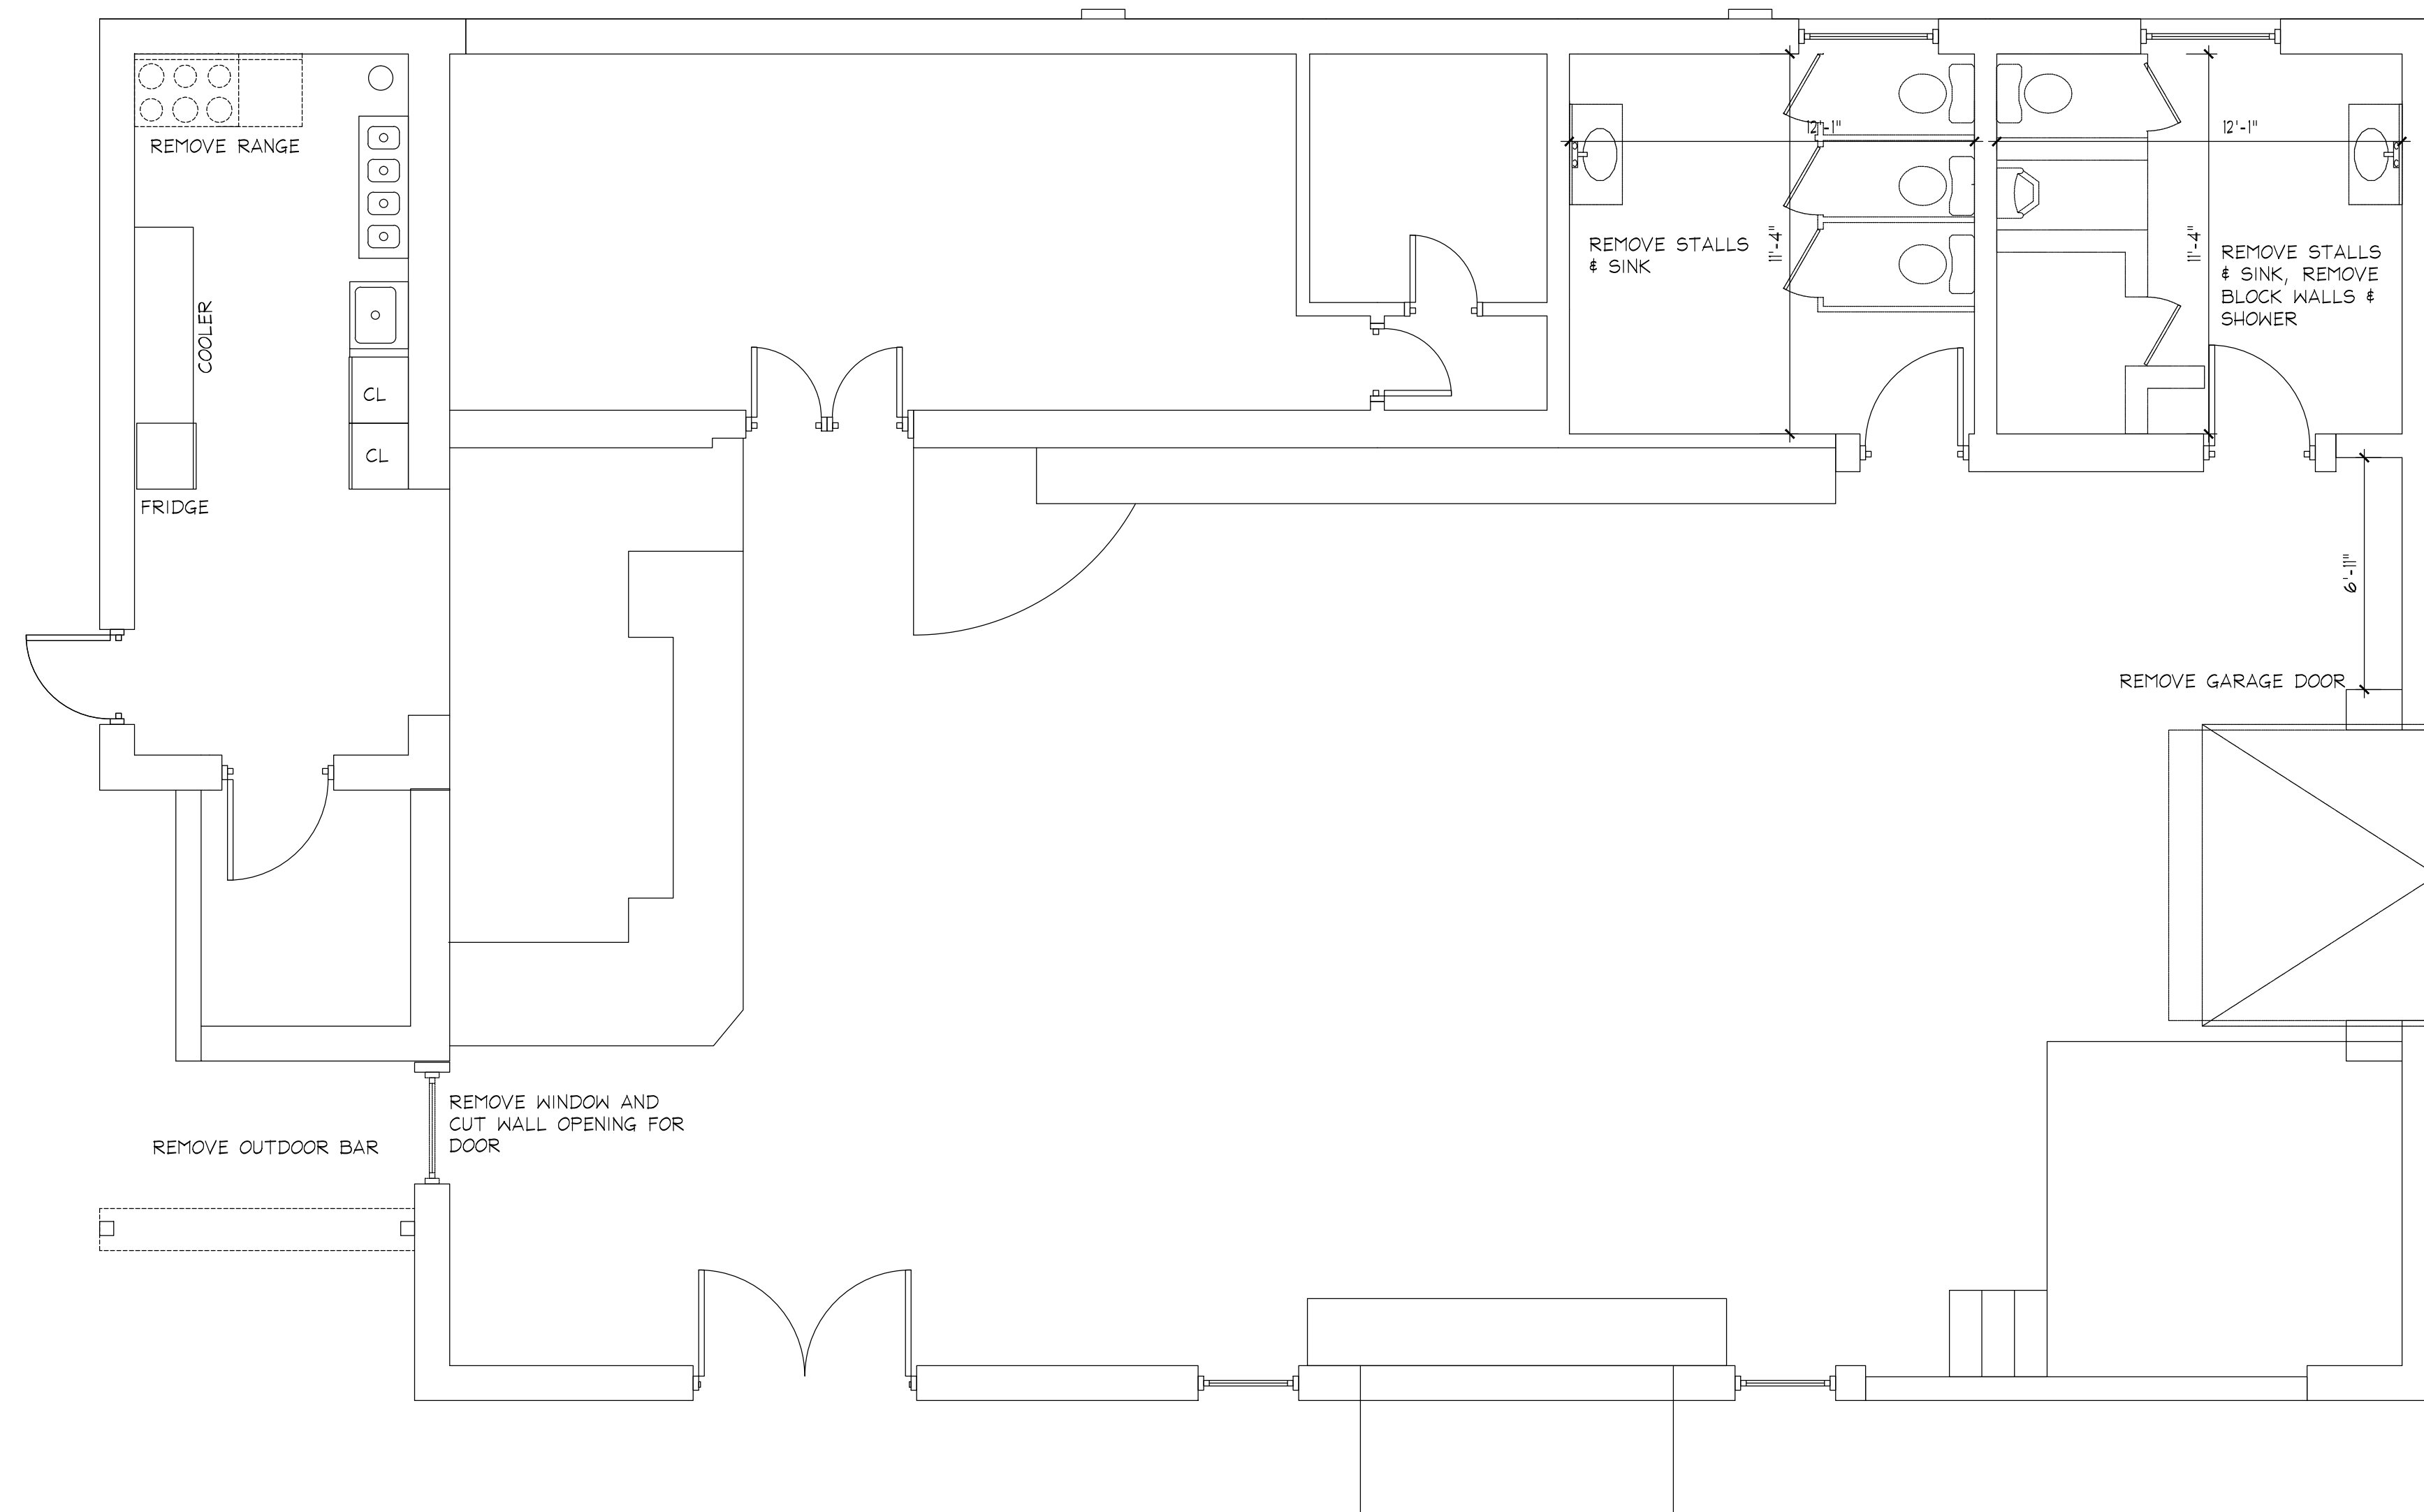 REMOVE RANGE
COOLER
CL
CL
FRIDGE
12'-1"
11'-4"
REMOVE STALLS
& SINK
12'-1"
11'-4"
REMOVE STALLS
& SINK, REMOVE
BLOCK WALLS &
SHOWER
6'-11"
REMOVE GARAGE DOOR
REMOVE WINDOW AND
CUT WALL OPENING FOR
DOOR
REMOVE OUTDOOR BAR